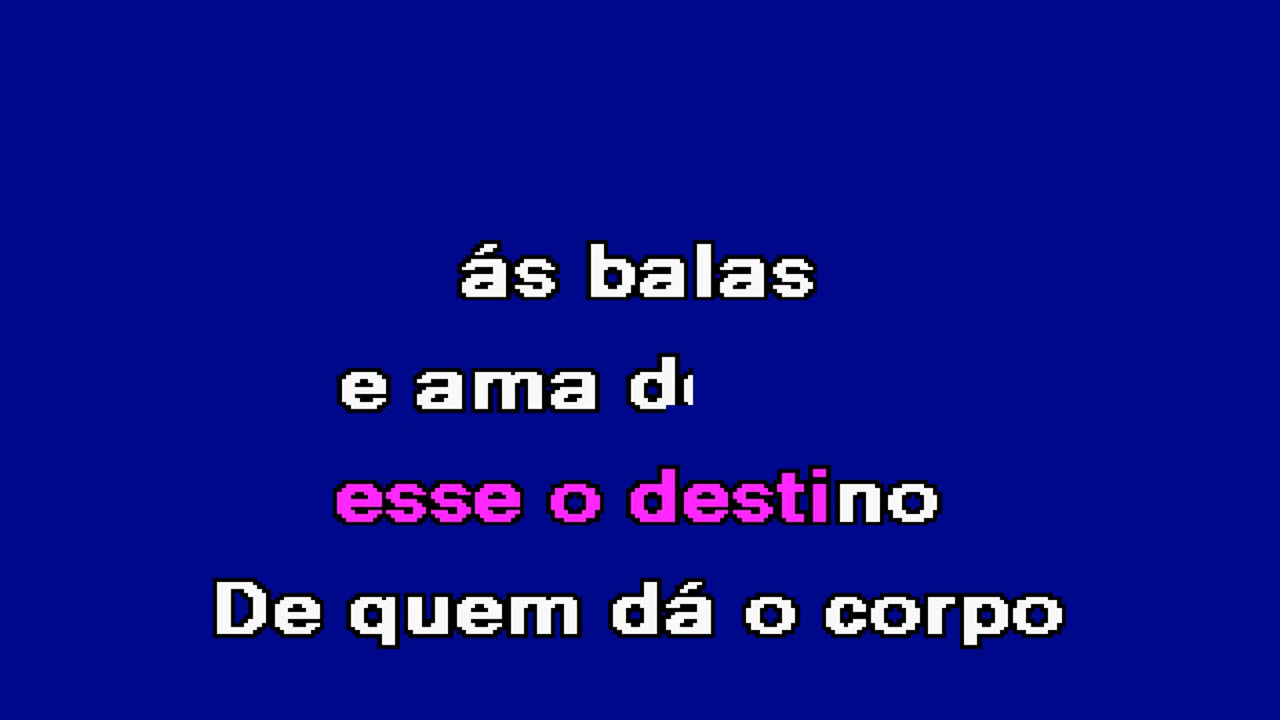 ás balas
e ama
esse o destino
De quem dá o corpo